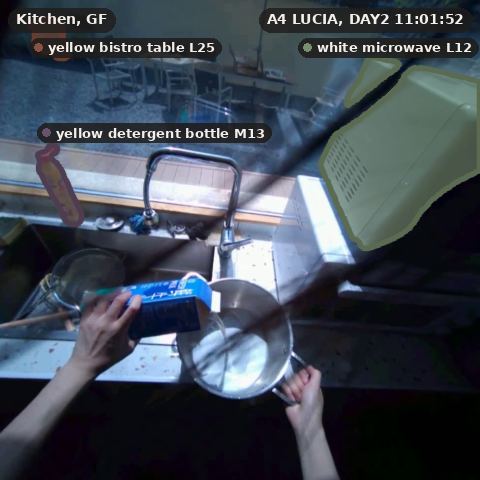 Kitchen, GF
A4 LUCIA, DAY2 11:01:52
yellow bistro table L25
white microwave L12
yellow detergent bottle M13